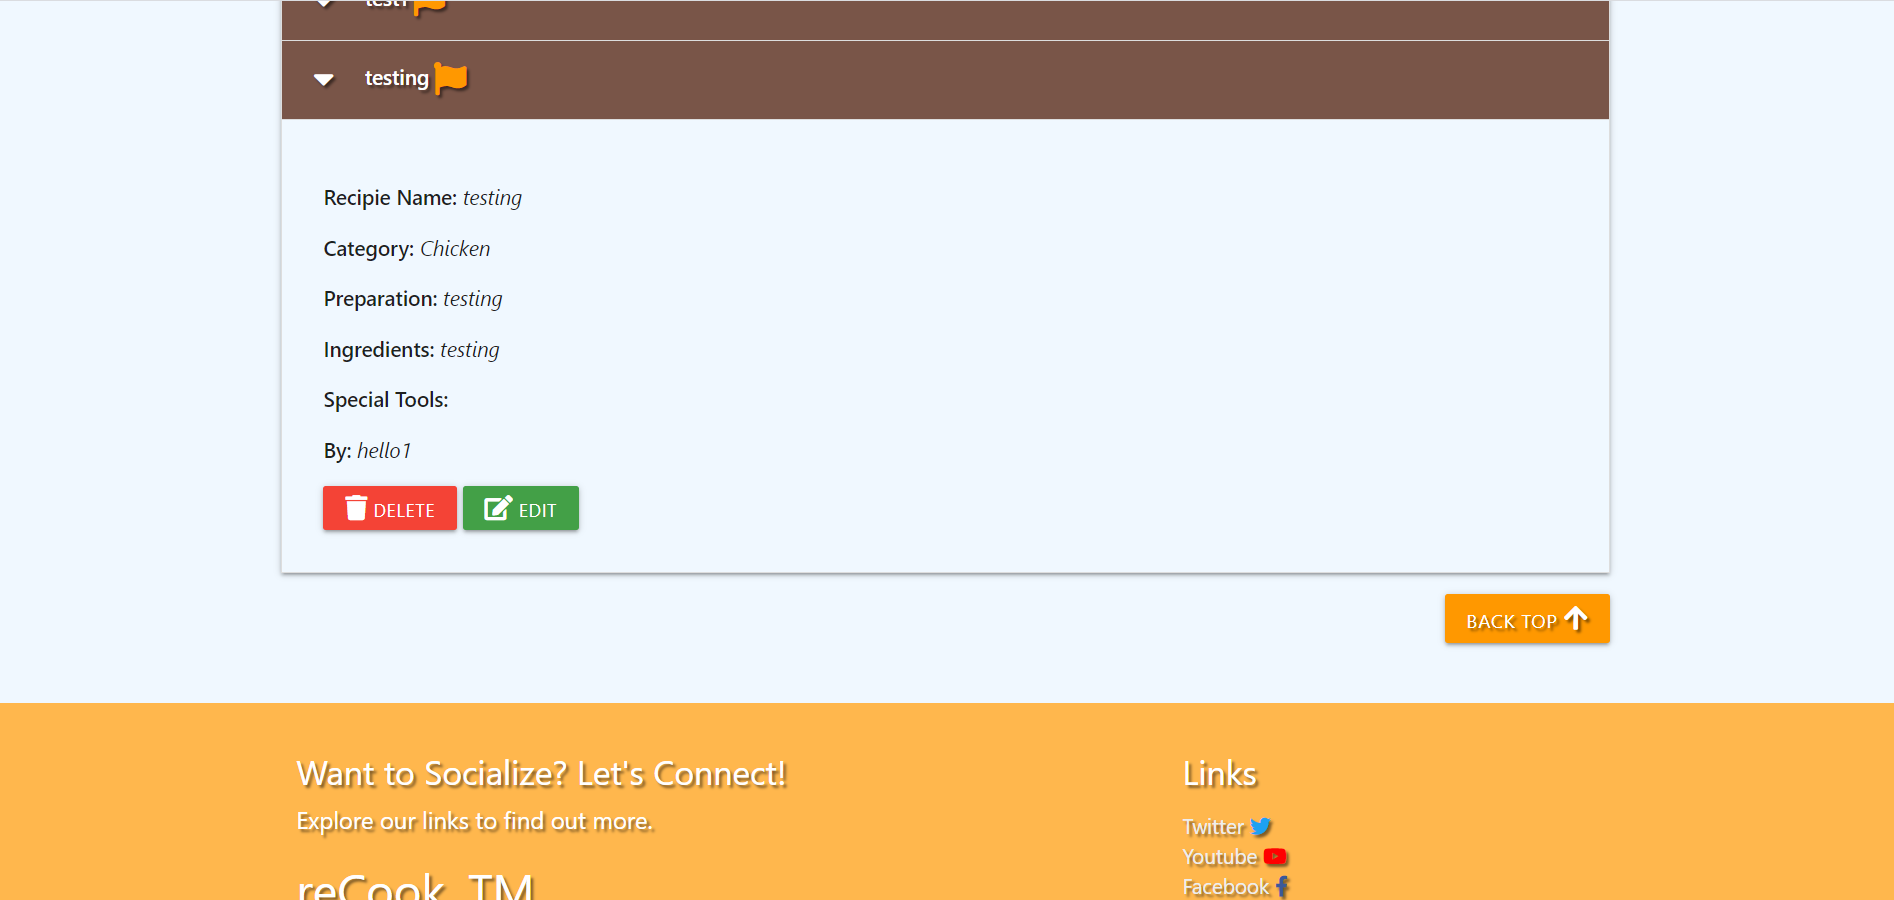 test1
testing
Recipie Name: testing
Category: Chicken
Preparation: testing
Ingredients: testing
Special Tools:
By: hello1
DELETE EDIT
BACK TOP
Want to Socialize? Let's Connect!
Explore our links to find out more.
reCook TM
Links
Twitter
Youtube
Facebook